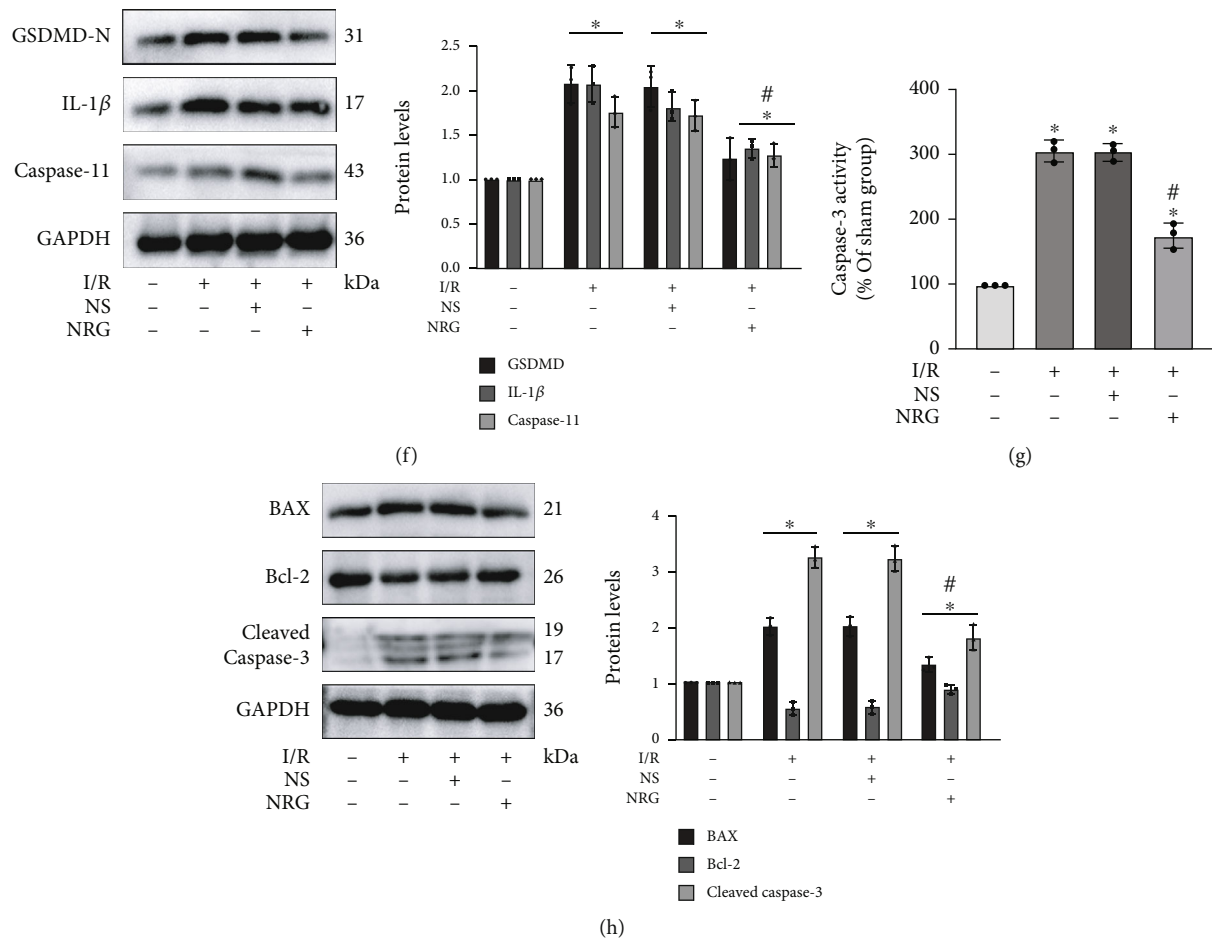 GSDMD-N 31
IL-1β 17
Caspase-11 43
GAPDH 36
I/R – + + + kDa
NS – – + –
NRG – – – +
Protein levels
2.5
2.0
1.5
1.0
0.5
0.0
* * # *
I/R – + + +
NS – – + –
NRG – – – +
GSDMD
IL-1β
Caspase-11
(f)
Caspase-3 activity
(% Of sham group)
400
300
200
100
0
* * # *
I/R – + + +
NS – – + –
NRG – – – +
(g)
BAX 21
Bcl-2 26
Cleaved 19
Caspase-3 17
GAPDH 36
I/R – + + + kDa
NS – – + –
NRG – – – +
Protein levels
4
3
2
1
0
* * # *
I/R – + + +
NS – – + –
NRG – – – +
BAX
Bcl-2
Cleaved caspase-3
(h)